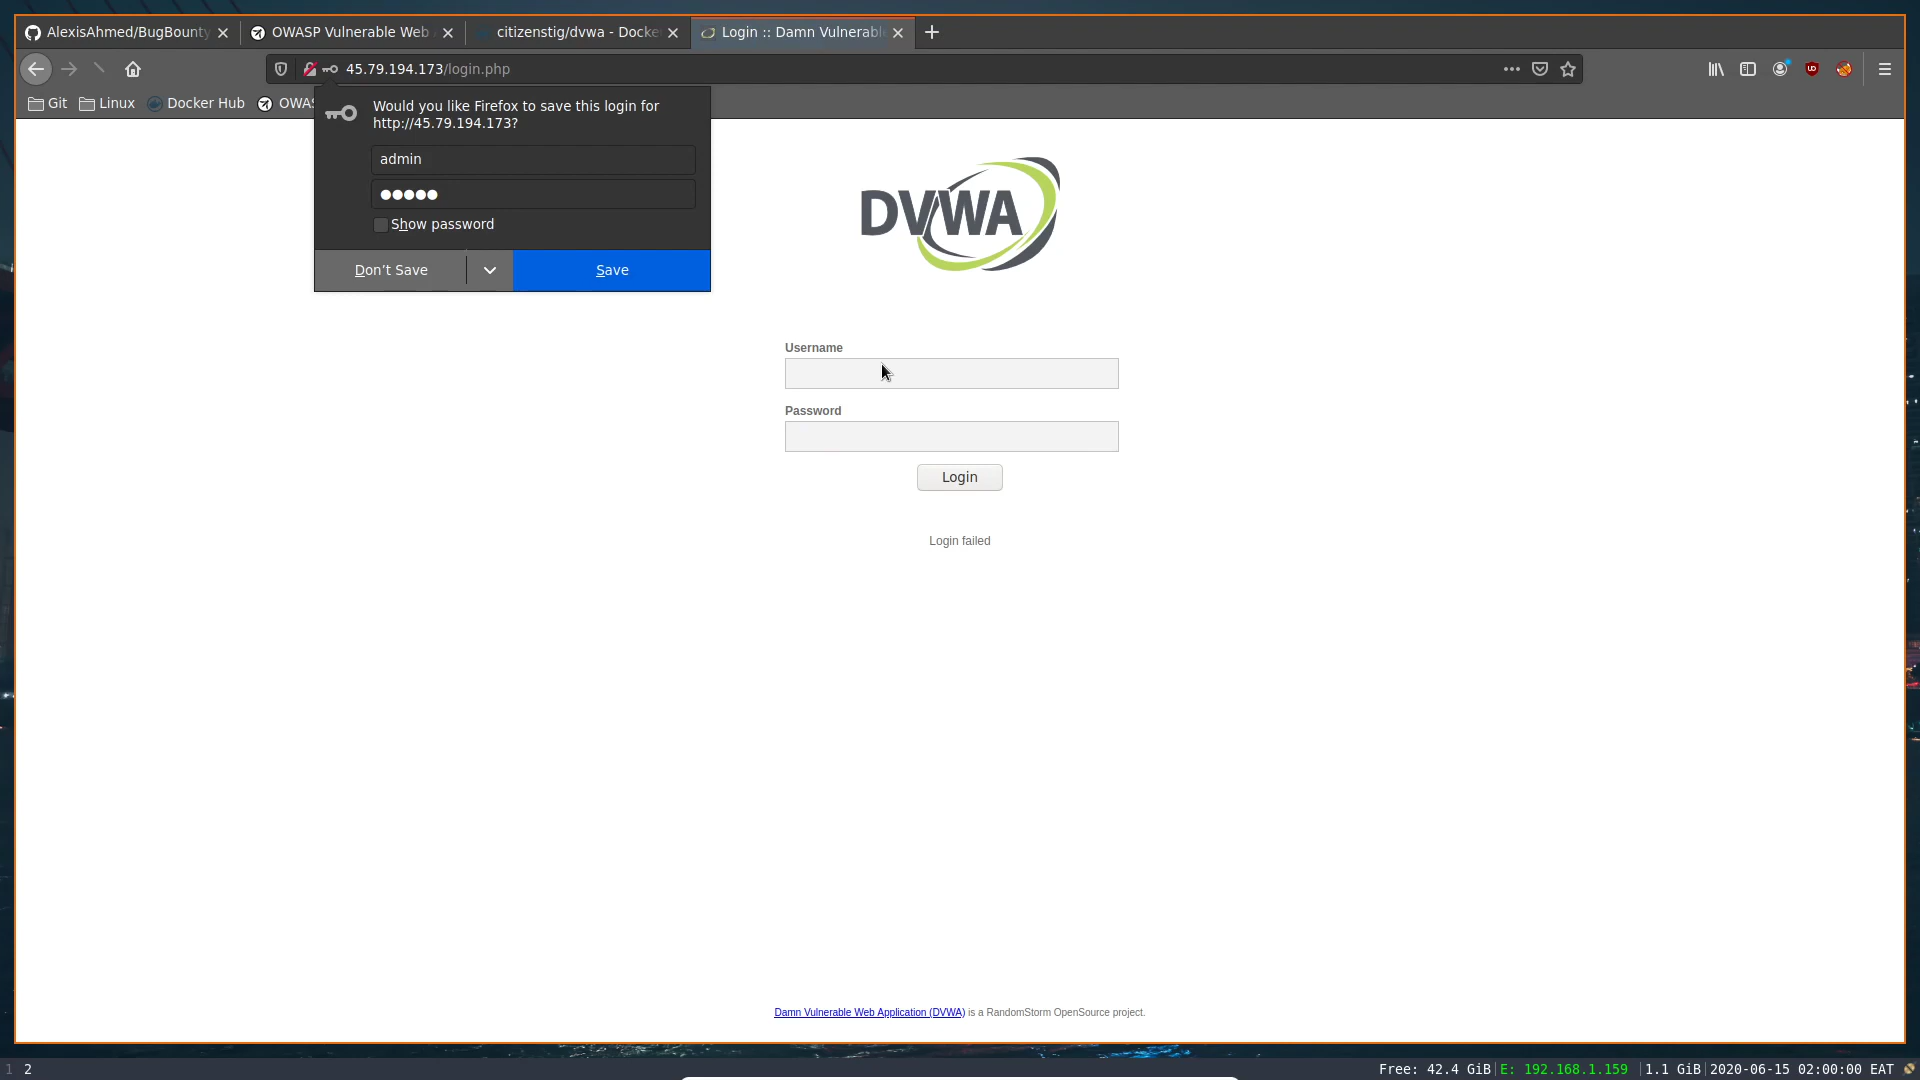 AlexisAhmed/BugBounty
OWASP Vulnerable Web
citizenstig/dvwa - Docke
Login :: Damn Vulnerabl
45.79.194.173/login.php
Git
Linux
Docker Hub
OWAS
Would you like Firefox to save this login for
http://45.79.194.173?
admin
●●●●●
Show password
Don't Save
Save
DVWA
Username
Password
Login
Login failed
Damn Vulnerable Web Application (DVWA) is a RandomStorm OpenSource project.
1 2
Free: 42.4 GiB|E: 192.168.1.159 |1.1 GiB|2020-06-15 02:00:00 EAT